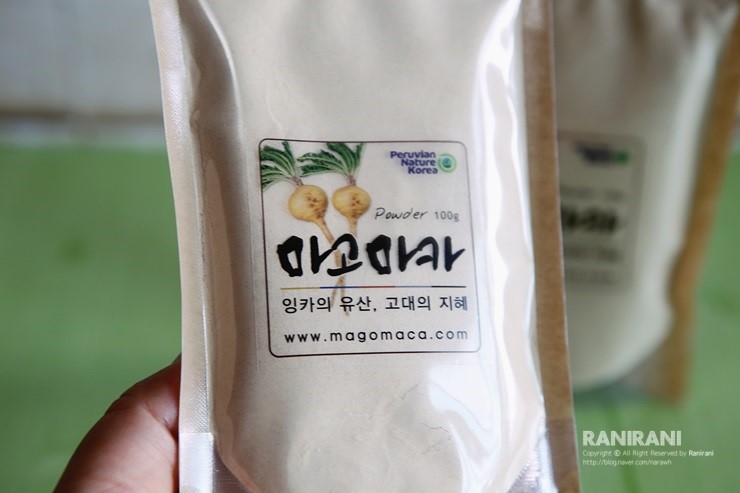 Peruvian
Nature
Korea
Powder 100g
마고마카
잉카의 유산, 고대의 지혜
www.magomaca.com
RANIRANI
Copyright ⓒ All Right Reserved by Ranirani
http://blog.naver.com/narawh